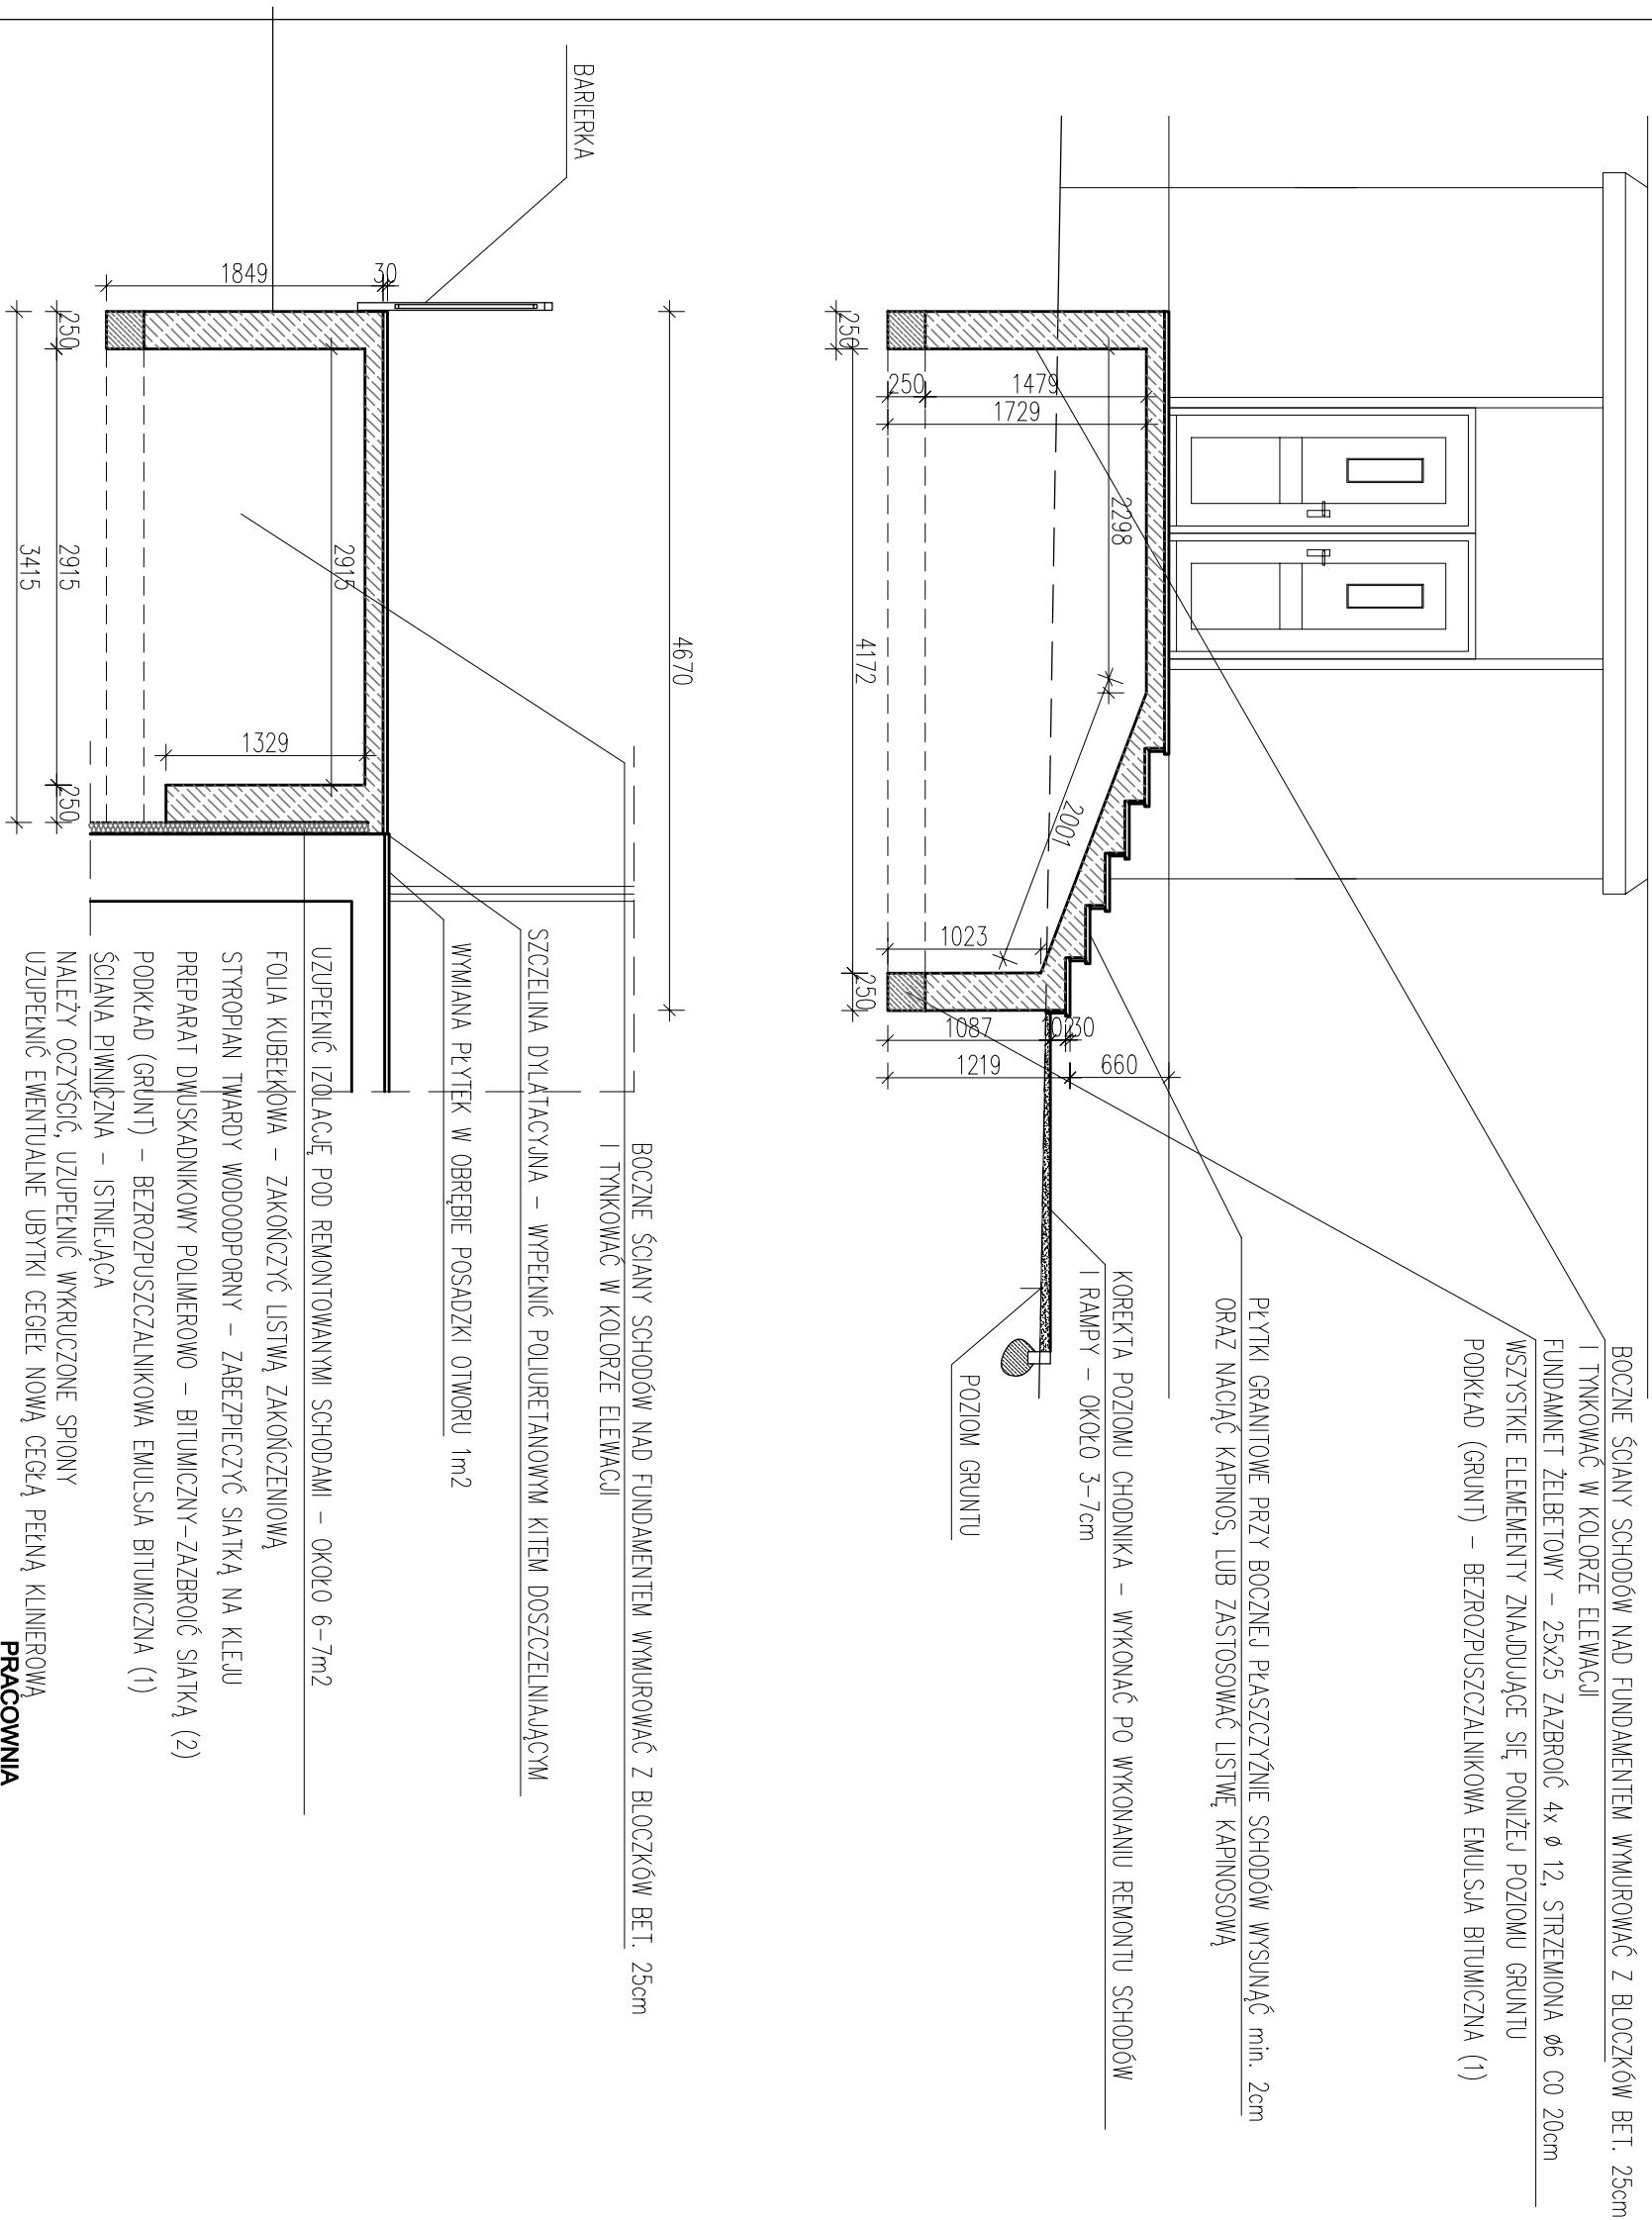 BOCZNE ŚCIANY SCHODÓW NAD FUNDAMENTEM WYMUROWAĆ Z BLOCZKÓW BET. 25cm
I TYNKOWAĆ W KOLORZE ELEWACJI
FUNDAMNET ŻELBETOWY - 25x25 ZAZBROIĆ 4x ø 12, STRZEMIONA ø6 CO 20cm
WSZYSTKIE ELEMEMENTY ZNAJDUJĄCE SIĘ PONIŻEJ POZIOMU GRUNTU
PODKŁAD (GRUNT) - BEZROZPUSZCZALNIKOWA EMULSJA BITUMICZNA (1)
PŁYTKI GRANITOWE PRZY BOCZNEJ PŁASZCZYŹNIE SCHODÓW WYSUNĄĆ min. 2cm
ORAZ NACIĄĆ KAPINOS, LUB ZASTOSOWAĆ LISTWĘ KAPINOSOWĄ
KOREKTA POZIOMU CHODNIKA - WYKONAĆ PO WYKONANIU REMONTU SCHODÓW
I RAMPY - OKOŁO 3-7cm
POZIOM GRUNTU
250
1479
1729
2298
2001
1023
250
4172
250
1087
102
30
1219
660
250
4670
BARIERKA
1849
30
2915
1329
250
2915
250
3415
BOCZNE ŚCIANY SCHODÓW NAD FUNDAMENTEM WYMUROWAĆ Z BLOCZKÓW BET. 25cm
I TYNKOWAĆ W KOLORZE ELEWACJI
SZCZELINA DYLATACYJNA - WYPEŁNIĆ POLIURETANOWYM KITEM DOSZCZELNIAJĄCYM
WYMIANA PŁYTEK W OBRĘBIE POSADZKI OTWORU 1m2
UZUPEŁNIĆ IZOLACJĘ POD REMONTOWANYMI SCHODAMI - OKOŁO 6-7m2
FOLIA KUBEŁKOWA - ZAKOŃCZYĆ LISTWĄ ZAKOŃCZENIOWĄ
STYROPIAN TWARDY WODOODPORNY - ZABEZPIECZYĆ SIATKĄ NA KLEJU
PREPARAT DWUSKADNIKOWY POLIMEROWO - BITUMICZNY-ZAZBROIĆ SIATKĄ (2)
PODKŁAD (GRUNT) - BEZROZPUSZCZALNIKOWA EMULSJA BITUMICZNA (1)
ŚCIANA PIWNICZNA - ISTNIEJĄCA
NALEŻY OCZYŚCIĆ, UZUPEŁNIĆ WYKRUCZONE SPIONY
UZUPEŁNIĆ EWENTUALNE UBYTKI CEGIEŁ NOWĄ CEGŁĄ PEŁNĄ KLINIEROWĄ
PRACOWNIA